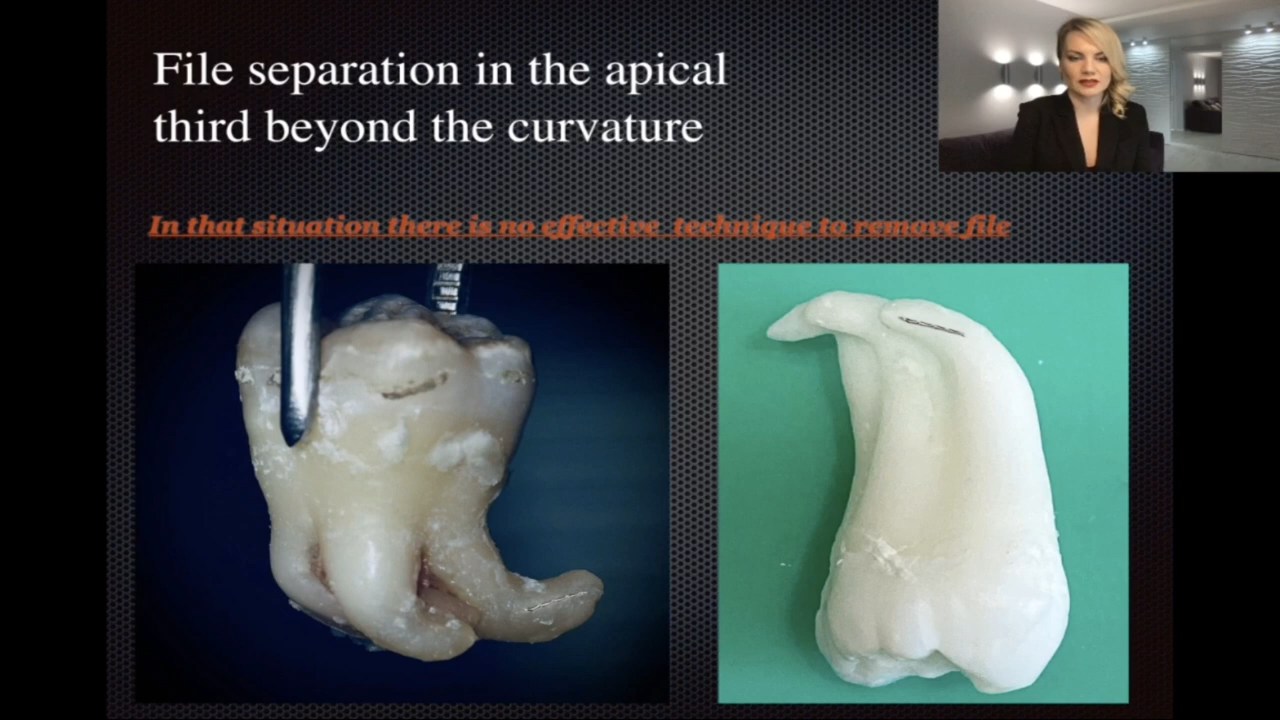 File separation in the apical
third beyond the curvature
In that situation there is no effective technique to remove file